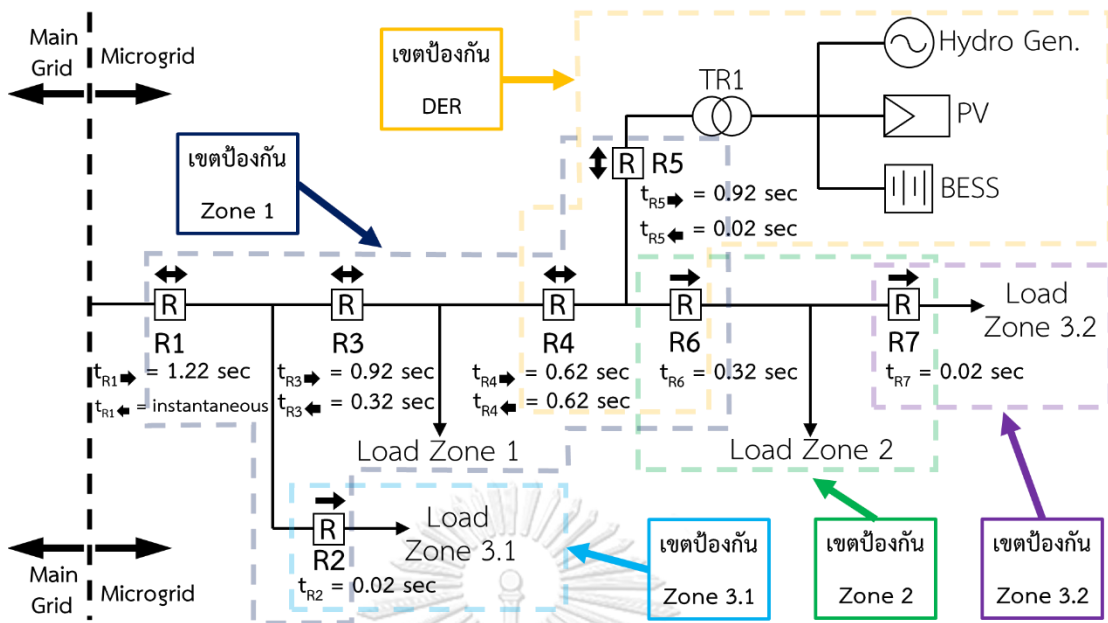 Main
Grid
Microgrid
เขตป้องกัน
DER
เขตป้องกัน
Zone 1
TR1
Hydro Gen.
PV
BESS
R
R5
tR5➡ = 0.92 sec
tR5⬅ = 0.02 sec
R
R1
tR1➡ = 1.22 sec
tR1⬅ = instantaneous
R
R3
tR3➡ = 0.92 sec
tR3⬅ = 0.32 sec
R
R4
tR4➡ = 0.62 sec
tR4⬅ = 0.62 sec
R
R6
tR6 = 0.32 sec
R
R7
tR7 = 0.02 sec
Load
Zone 3.2
Load Zone 1
Load Zone 2
R
R2
tR2 = 0.02 sec
Load
Zone 3.1
เขตป้องกัน
Zone 3.1
เขตป้องกัน
Zone 2
เขตป้องกัน
Zone 3.2
Main
Grid
Microgrid